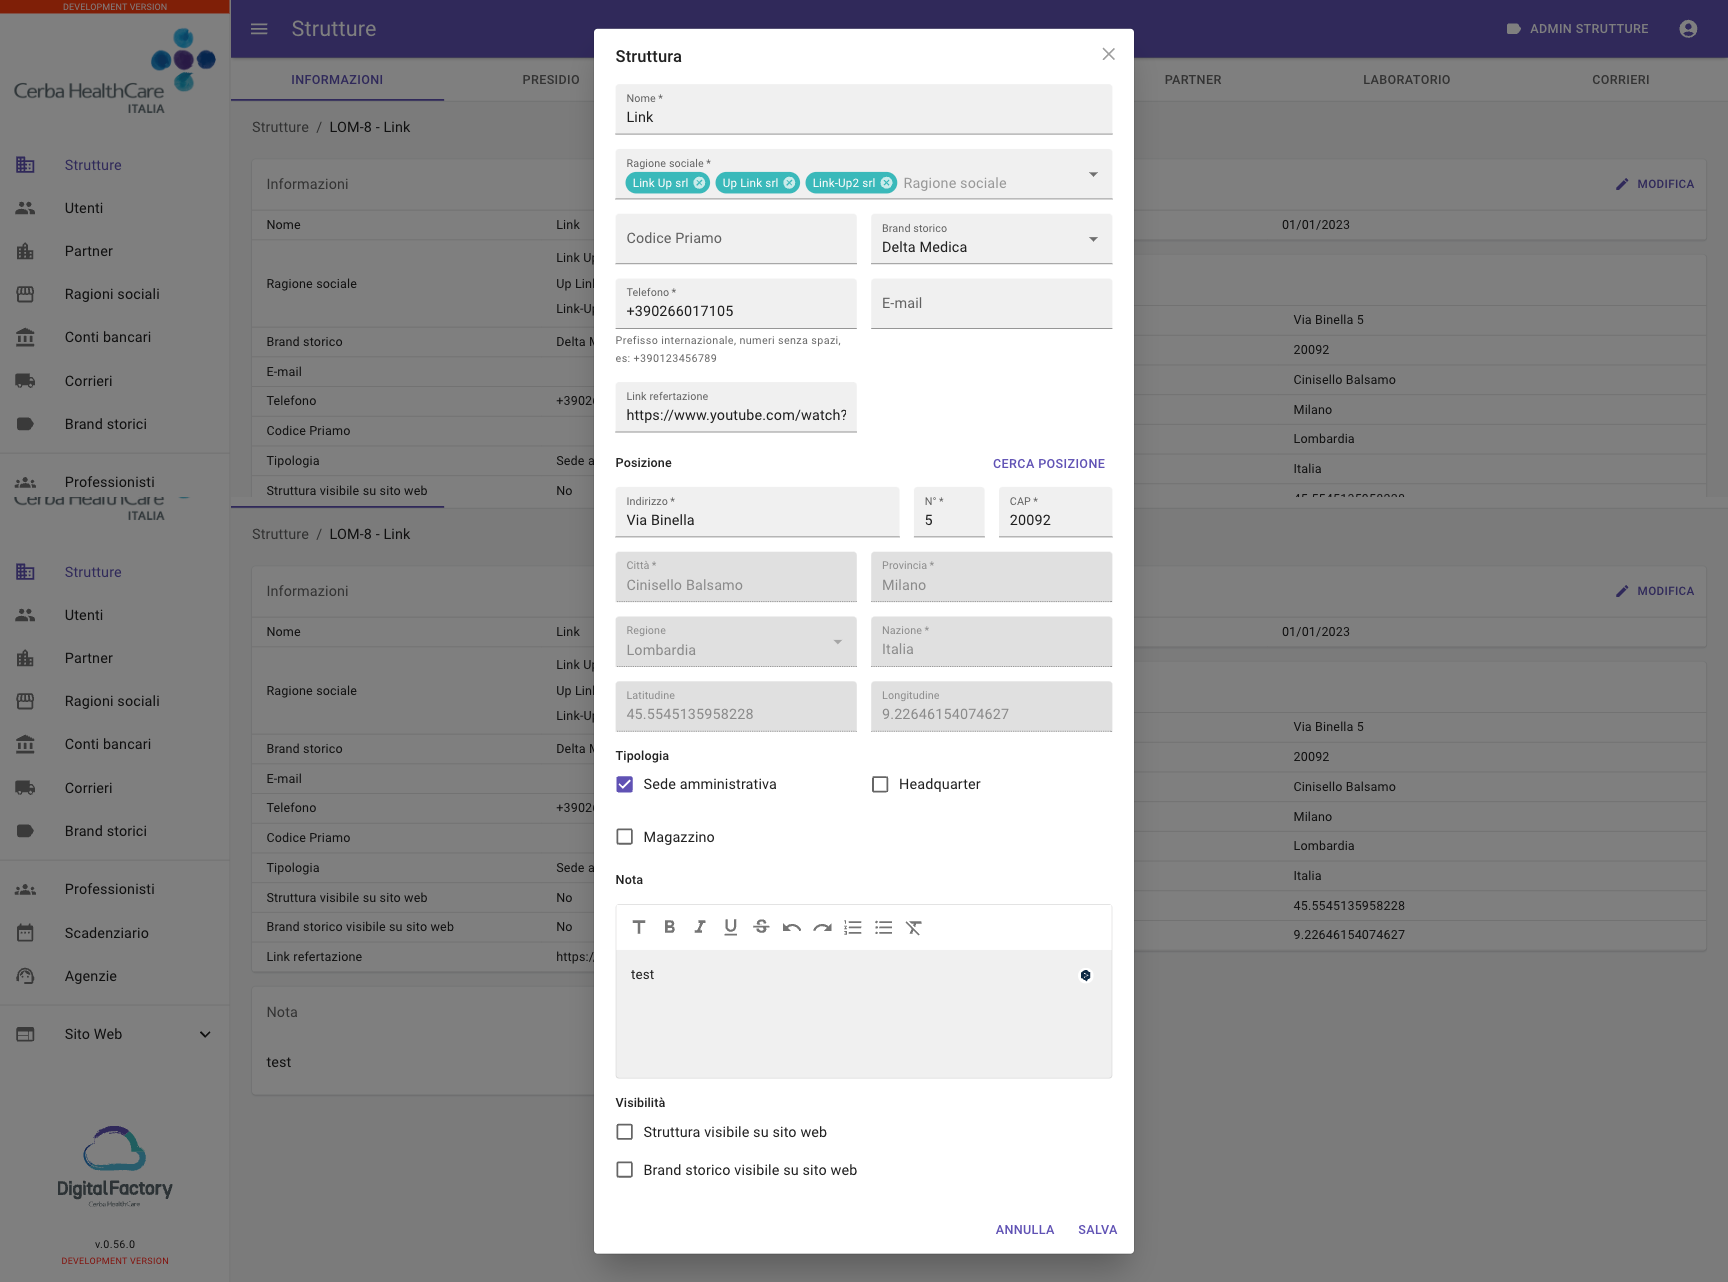 DEVELOPMENT VERSION
Cerba HealthCare
ITALIA
Strutture
Utenti
Partner
Ragioni sociali
Conti bancari
Corrieri
Brand storici
Professionisti
Cerba HealthCare
ITALIA
Strutture
Utenti
Partner
Ragioni sociali
Conti bancari
Corrieri
Brand storici
Professionisti
Scadenziario
Agenzie
Sito Web
DigitalFactory
Cerba HealthCare
v.0.56.0
DEVELOPMENT VERSION
Strutture
ADMIN STRUTTURE
INFORMAZIONI
PRESIDIO
PARTNER
LABORATORIO
CORRIERI
Strutture / LOM-8 - Link
Informazioni
MODIFICA
Nome
Link
01/01/2023
Ragione sociale
Link Up
Up Link
Link-Up
Brand storico
Delta M
E-mail
Telefono
+3902
Codice Priamo
Tipologia
Sede a
Struttura visibile su sito web
No
Via Binella 5
20092
Cinisello Balsamo
Milano
Lombardia
Italia
45.5545135958228
Strutture / LOM-8 - Link
Informazioni
MODIFICA
Nome
Link
01/01/2023
Ragione sociale
Link Up
Up Link
Link-Up
Brand storico
Delta M
E-mail
Telefono
+3902
Codice Priamo
Tipologia
Sede a
Struttura visibile su sito web
No
Brand storico visibile su sito web
No
Link refertazione
https:/
Via Binella 5
20092
Cinisello Balsamo
Milano
Lombardia
Italia
45.5545135958228
9.22646154074627
Nota
test
Struttura
Nome *
Link
Ragione sociale *
Link Up srl
Up Link srl
Link-Up2 srl
Ragione sociale
Codice Priamo
Brand storico
Delta Medica
Telefono *
+390266017105
E-mail
Prefisso internazionale, numeri senza spazi,
es: +390123456789
Link refertazione
https://www.youtube.com/watch?
Posizione
CERCA POSIZIONE
Indirizzo *
Via Binella
N° *
5
CAP *
20092
Città *
Cinisello Balsamo
Provincia *
Milano
Regione
Lombardia
Nazione *
Italia
Latitudine
45.5545135958228
Longitudine
9.22646154074627
Tipologia
Sede amministrativa
Headquarter
Magazzino
Nota
test
Visibilità
Struttura visibile su sito web
Brand storico visibile su sito web
ANNULLA
SALVA